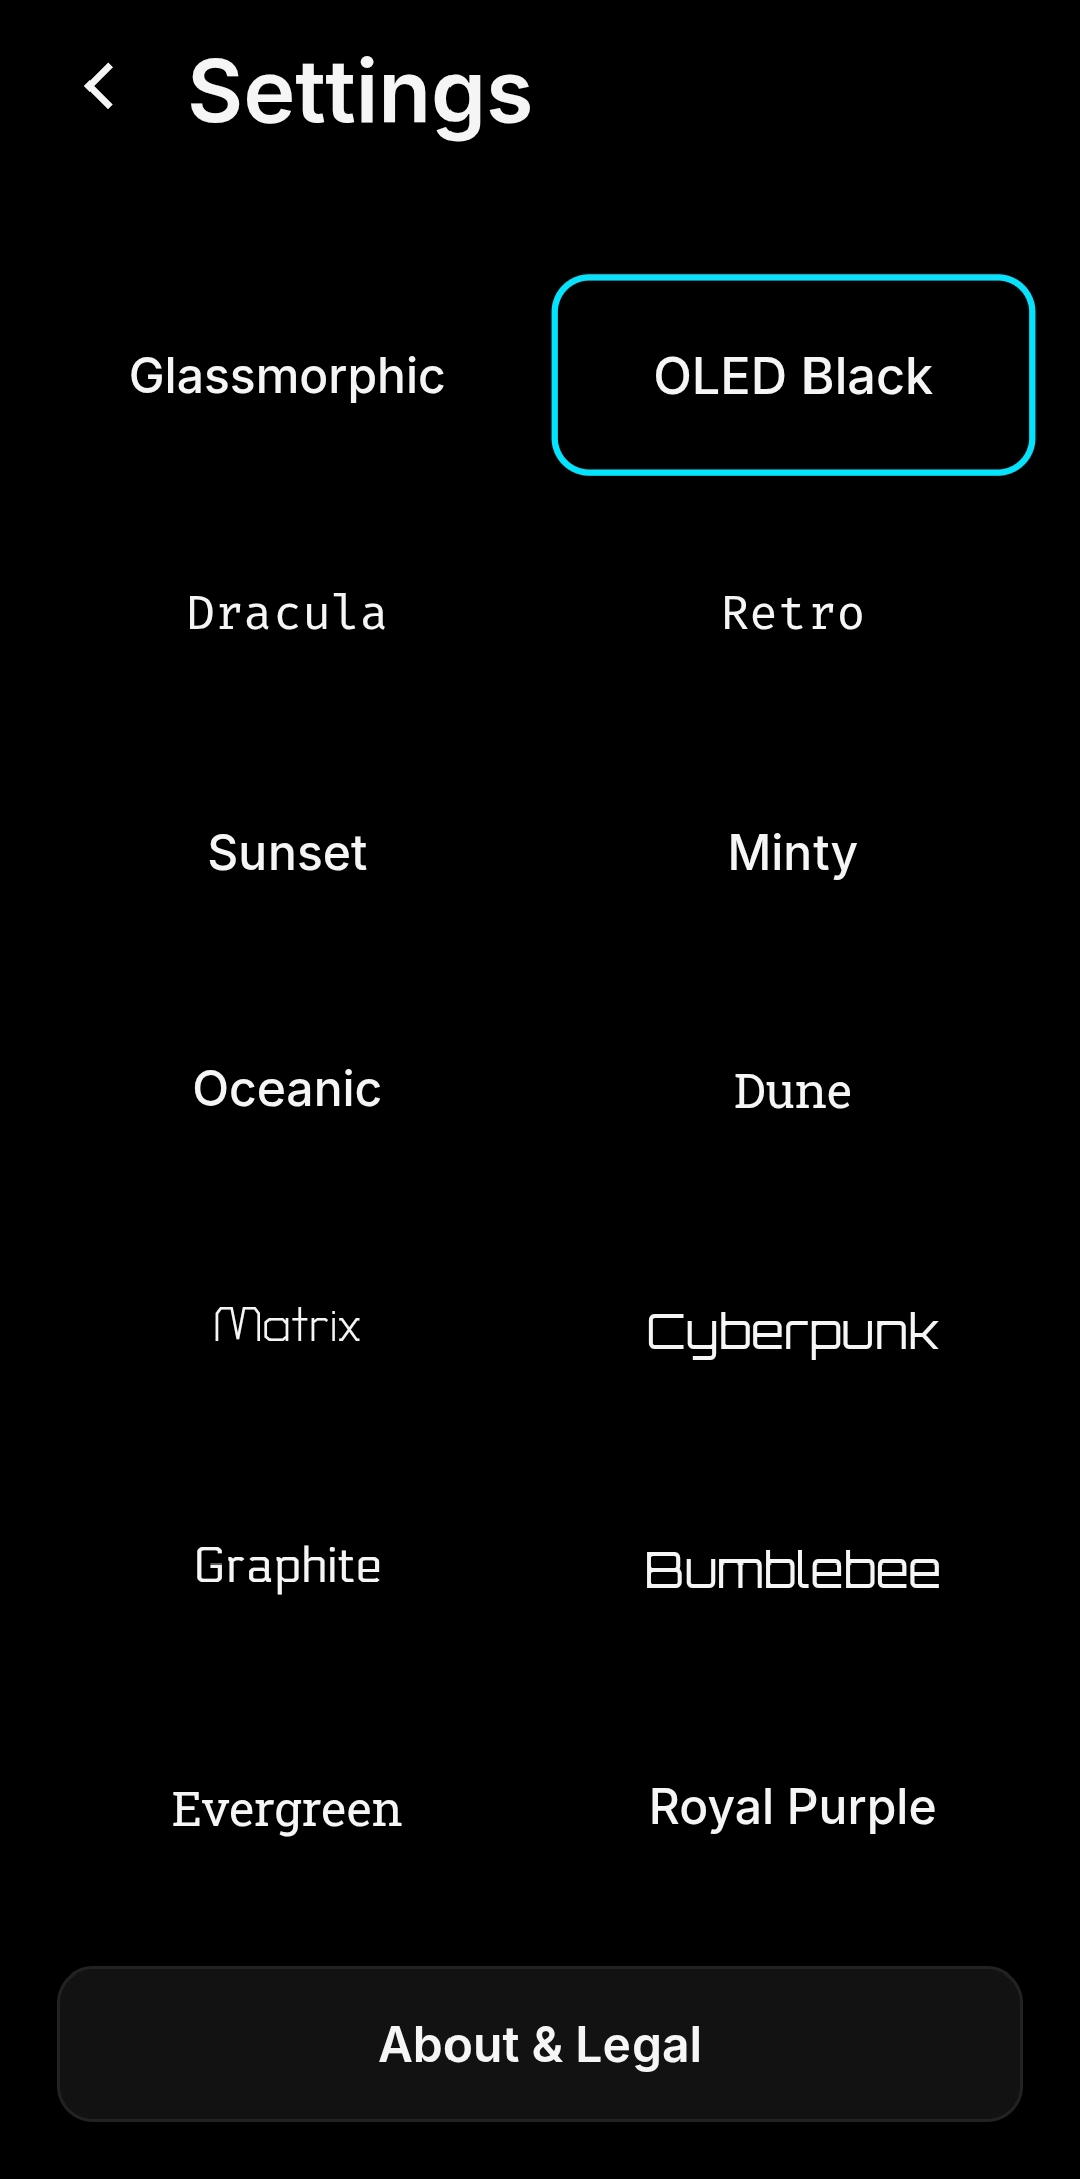 Settings
Glassmorphic
OLED Black
Dracula
Retro
Sunset
Minty
Oceanic
Dune
Matrix
Cyberpunk
Graphite
Bumblebee
Evergreen
Royal Purple
About & Legal